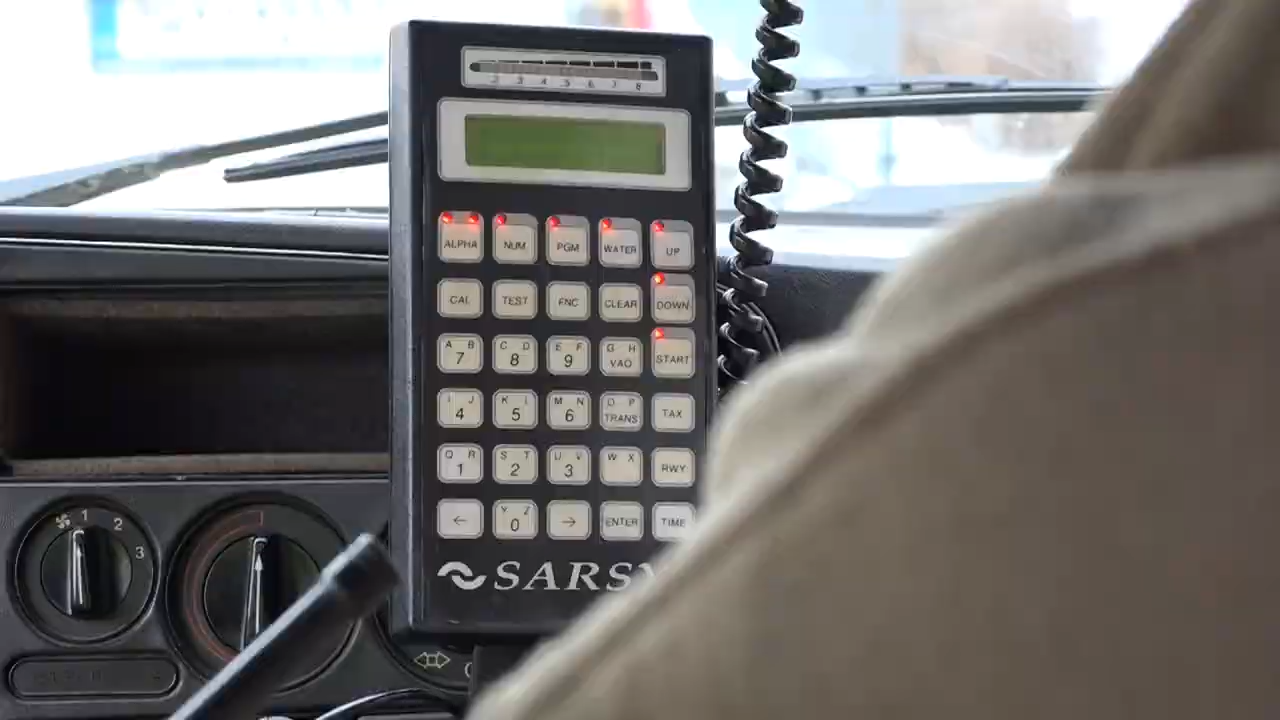 2 3 4 5 6 7 8
ALPHA NUM PGM WATER UP
CAL TEST FNC CLEAR DOWN
A B C D E F G H
7 8 9 VAO START
I J K L M N O P
4 5 6 TRANS TAX
Q R S T U V W X
1 2 3 RWY
← Y Z → ENTER TIME
0
SARSY
1 2 3